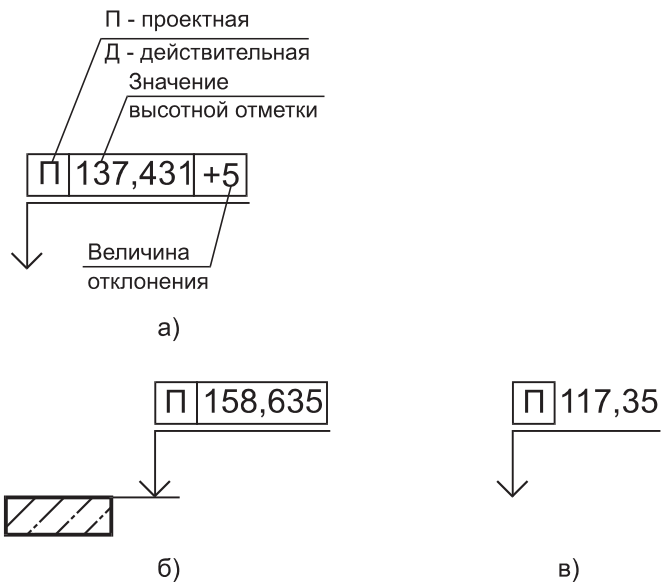 П - проектная
Д - действительная
Значение
высотной отметки
П 137,431 +5
Величина
отклонения
а)
П 158,635
П 117,35
б)
в)